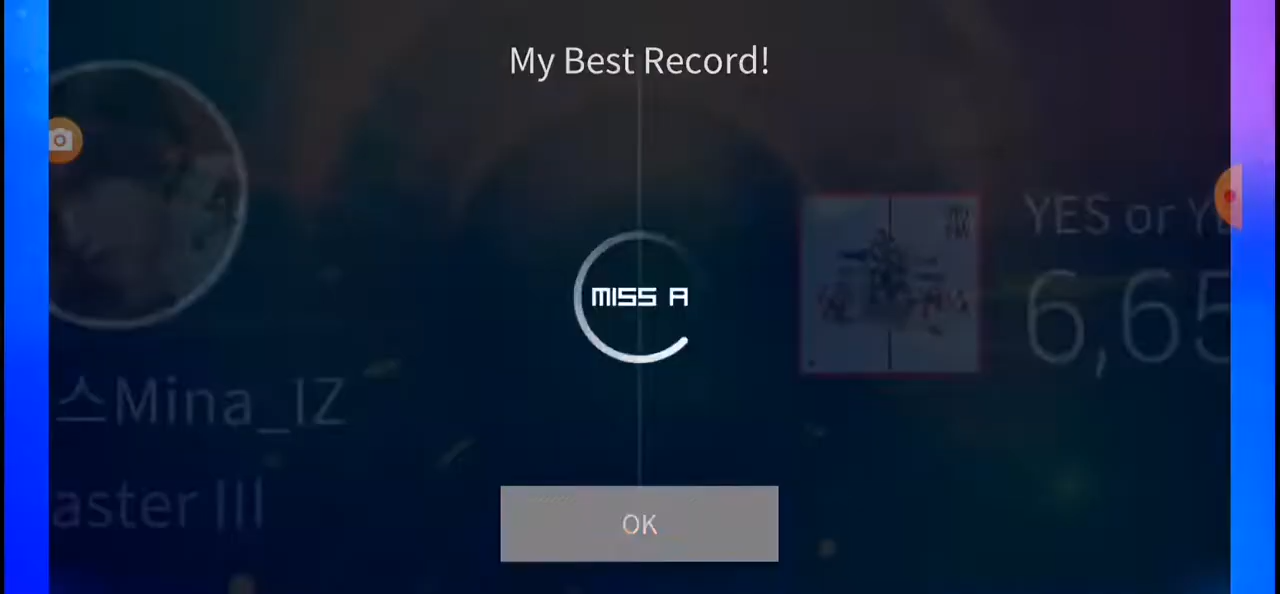 My Best Record!
YES or YE
6,65
MISS A
스Mina_IZ
aster III
OK